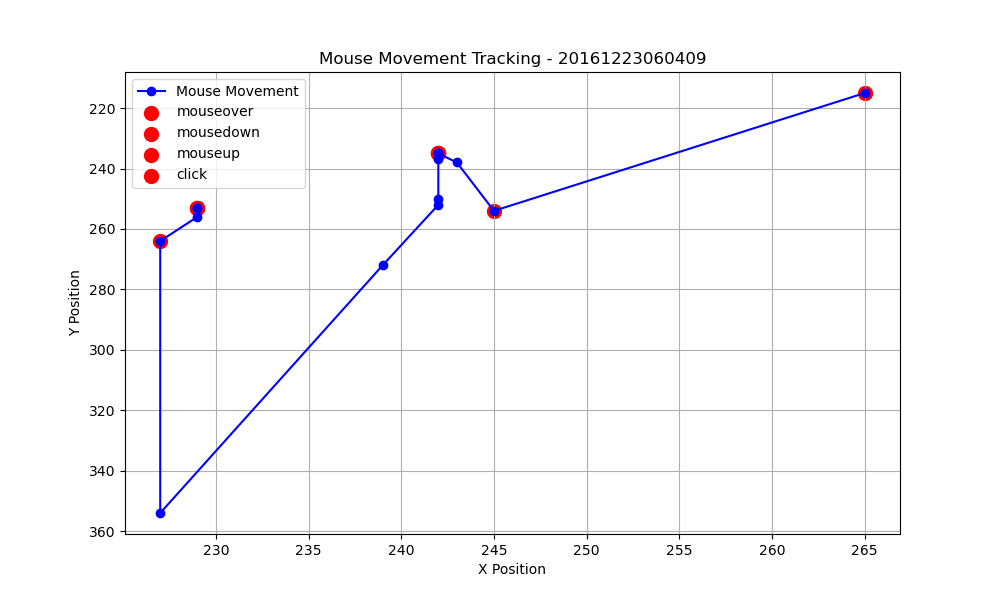 Mouse Movement Tracking - 20161223060409
Mouse Movement
mouseover
mousedown
mouseup
click
220
240
260
280
300
320
340
360
Y Position
230
235
240
245
250
255
260
265
X Position